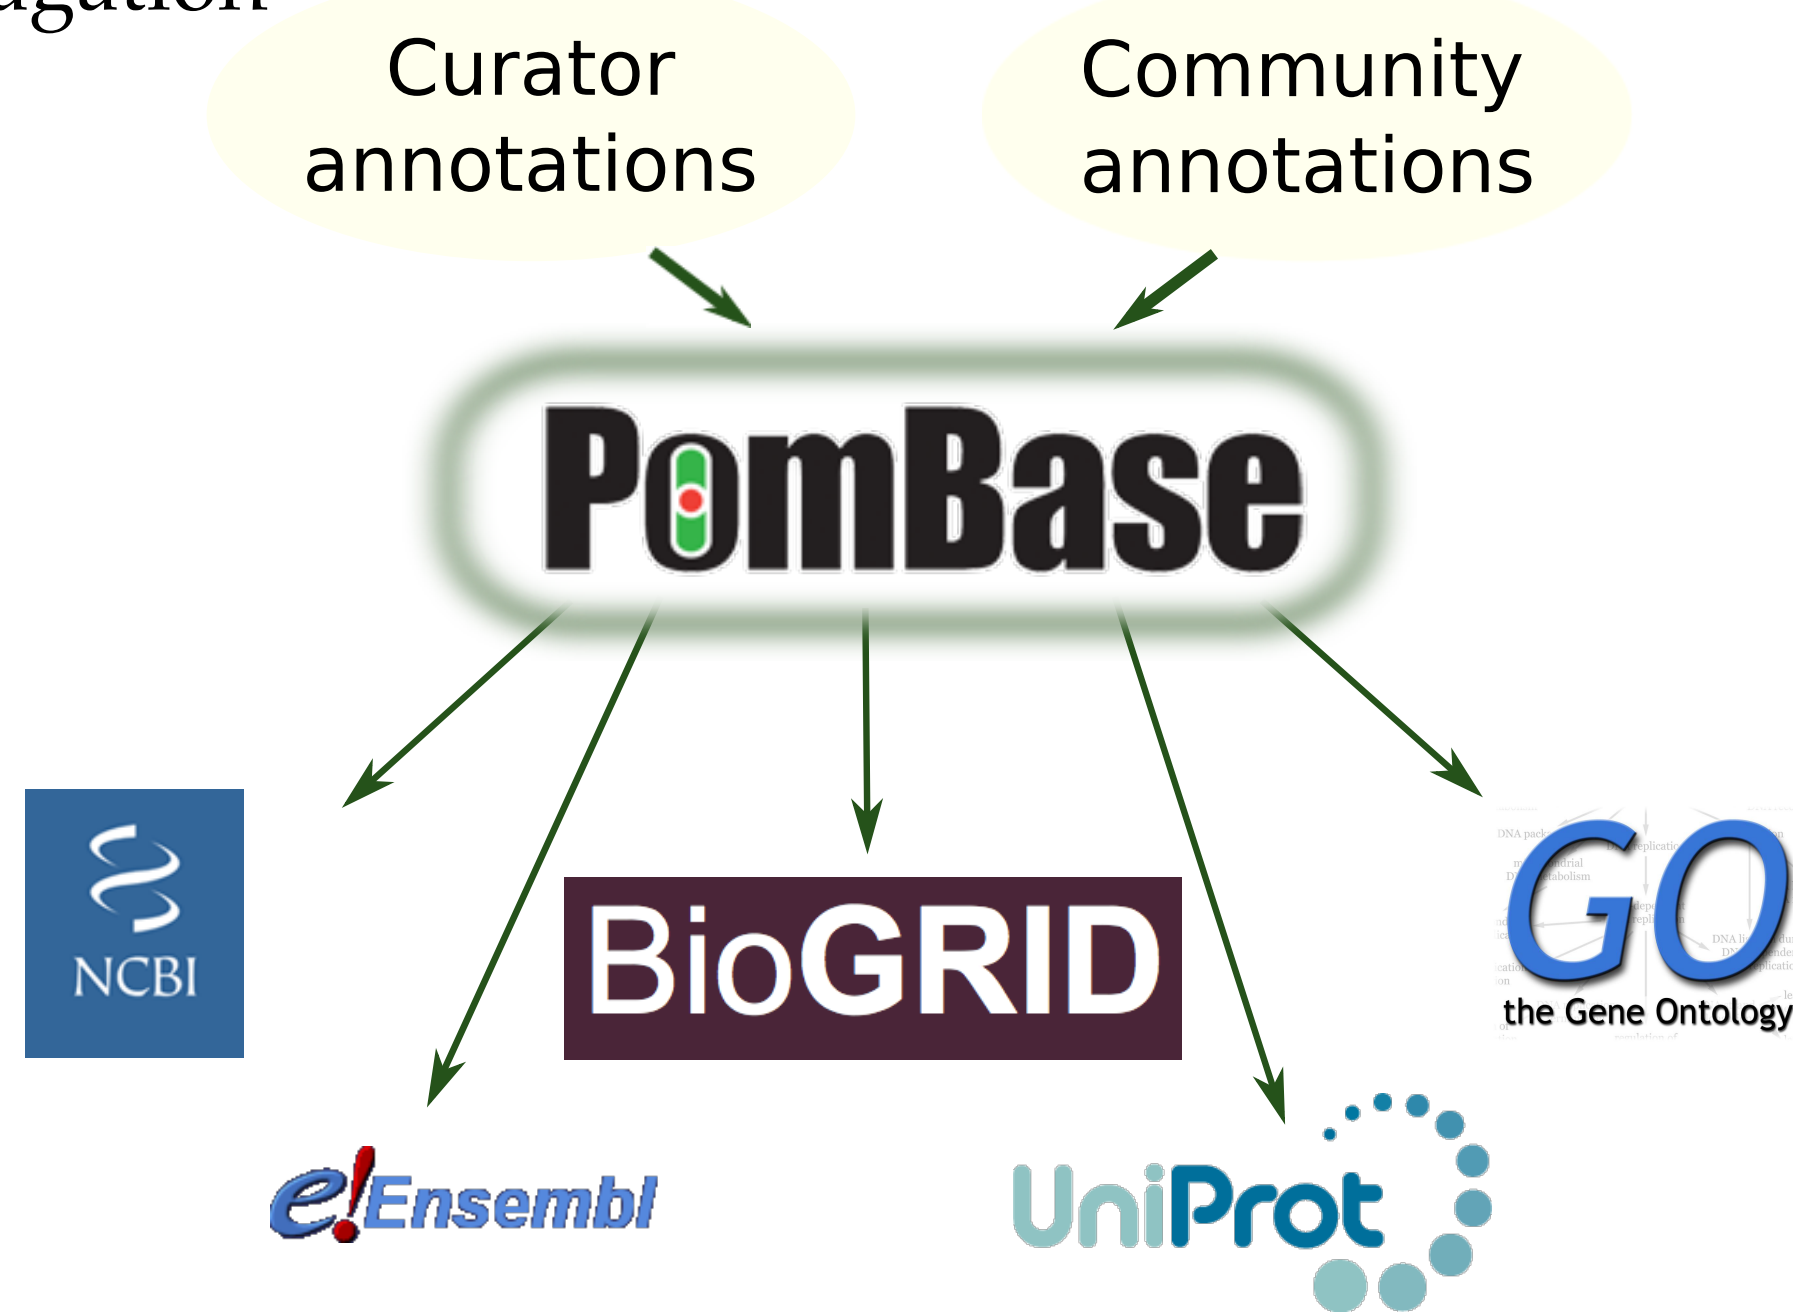 Curator
annotations
Community
annotations
PomBase
NCBI
BioGRID
GO
the Gene Ontology
e!Ensembl
UniProt